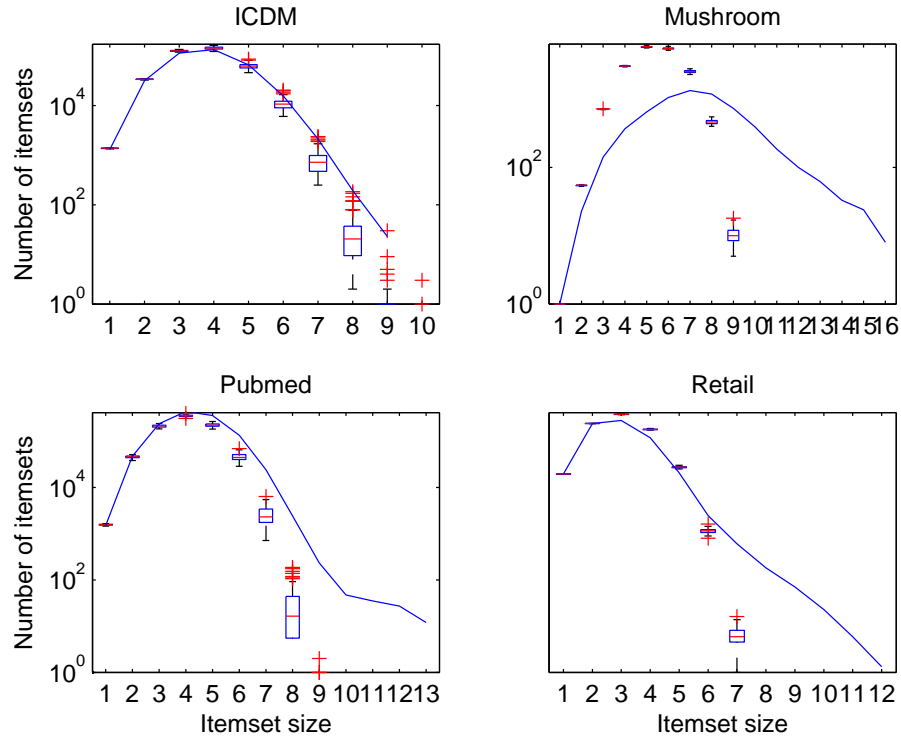 ICDM
Number of itemsets
10^4
10^2
10^0
1 2 3 4 5 6 7 8 9 10
Mushroom
10^2
10^0
1 2 3 4 5 6 7 8 9 10 11 12 13 14 15 16
Pubmed
Number of itemsets
10^4
10^2
10^0
1 2 3 4 5 6 7 8 9 10 11 12 13
Itemset size
Retail
1 2 3 4 5 6 7 8 9 10 11 12
Itemset size